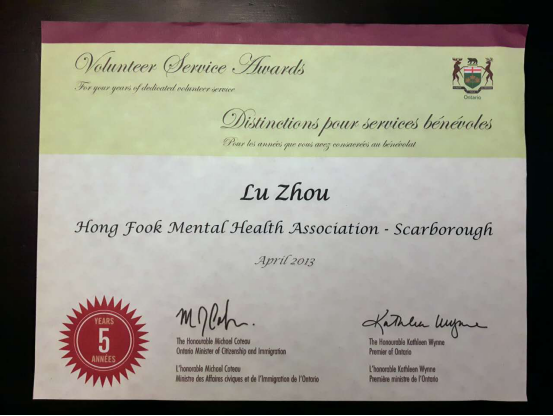 Volunteer Service Awards
For your years of dedicated volunteer service
Ontario
Distinctions pour services bénévoles
Pour les années que vous avez consacrées au bénévolat
Lu Zhou
Hong Fook Mental Health Association - Scarborough
April 2013
YEARS
5
ANNÉES
The Honourable Michael Coteau
Ontario Minister of Citizenship and Immigration
L'honorable Michael Coteau
Ministre des Affaires civiques et de l'Immigration de l'Ontario
Kathleen Wynne
The Honourable Kathleen Wynne
Premier of Ontario
L'honorable Kathleen Wynne
Première ministre de l'Ontario